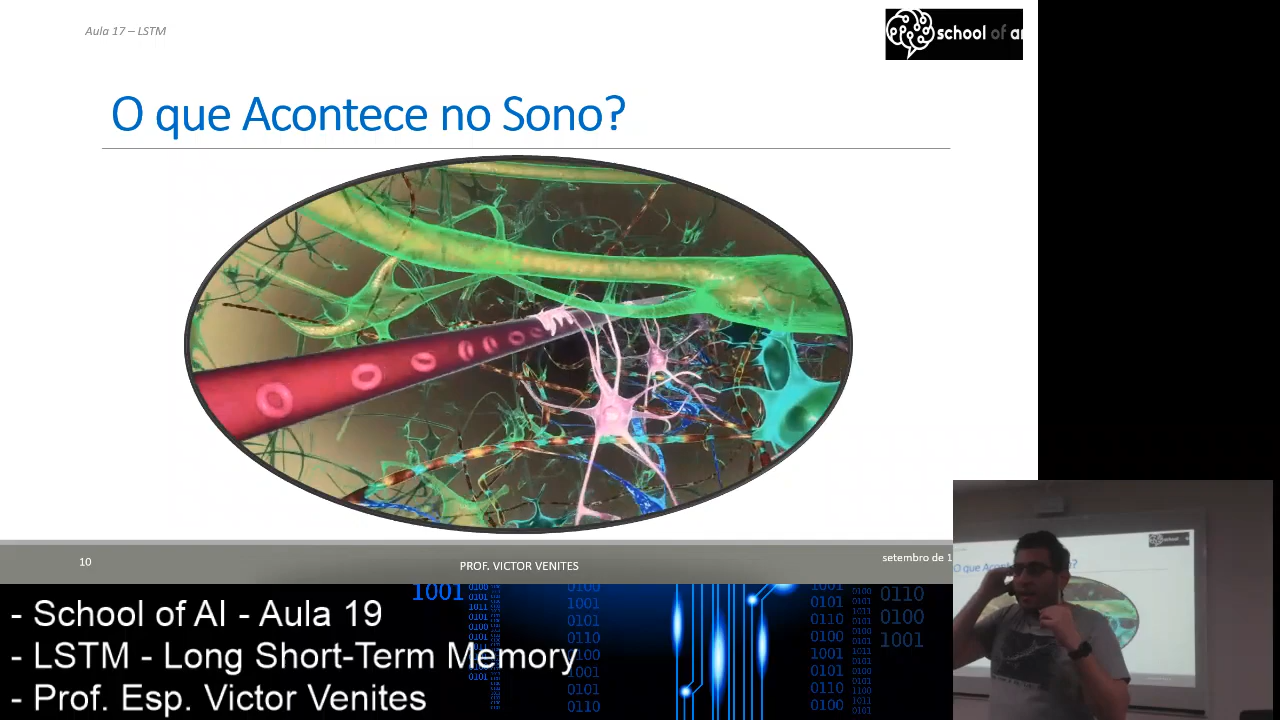 Aula 17 – LSTM
school of ai
O que Acontece no Sono?
10
PROF. VICTOR VENITES
setembro de 1
- School of AI - Aula 19
- LSTM - Long Short-Term Memory
- Prof. Esp. Victor Venites